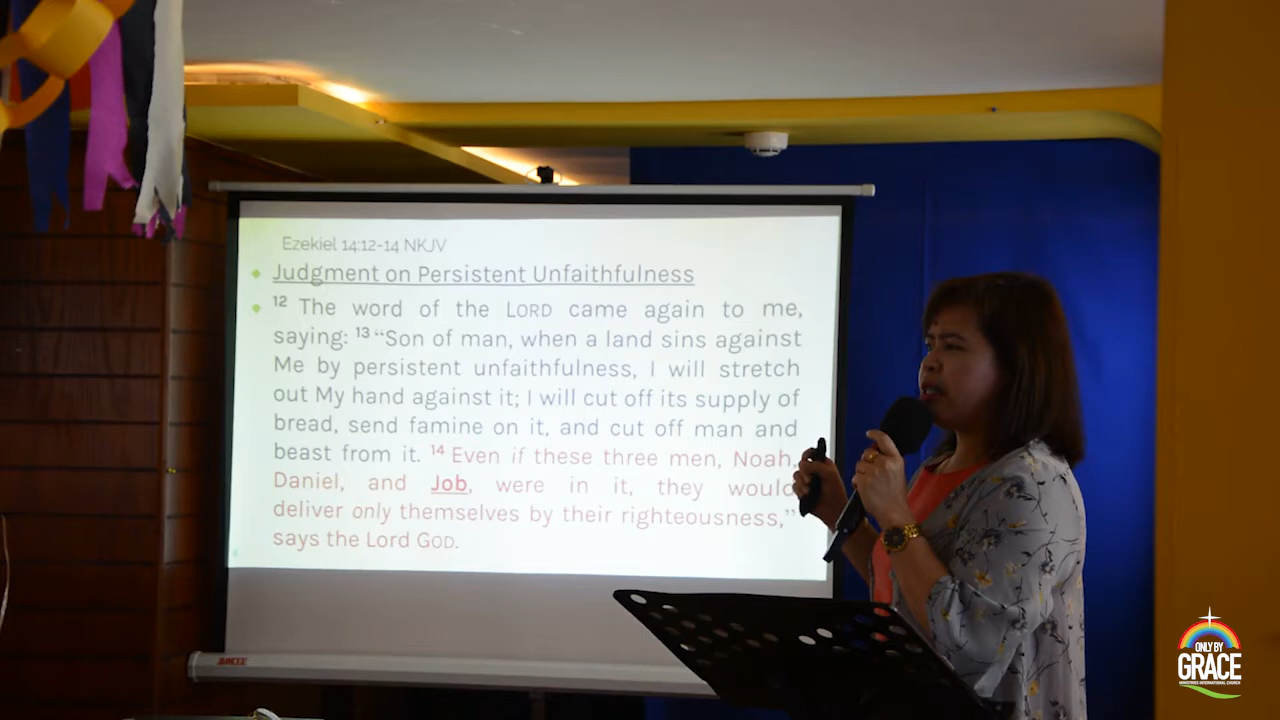 Ezekiel 14:12-14 NKJV
Judgment on Persistent Unfaithfulness
12 The word of the LORD came again to me,
saying: 13 “Son of man, when a land sins against
Me by persistent unfaithfulness, I will stretch
out My hand against it; I will cut off its supply of
bread, send famine on it, and cut off man and
beast from it. 14 Even if these three men, Noah,
Daniel, and Job, were in it, they would
deliver only themselves by their righteousness,”
says the Lord GOD.
ONLY BY
GRACE
MINISTRIES INTERNATIONAL CHURCH